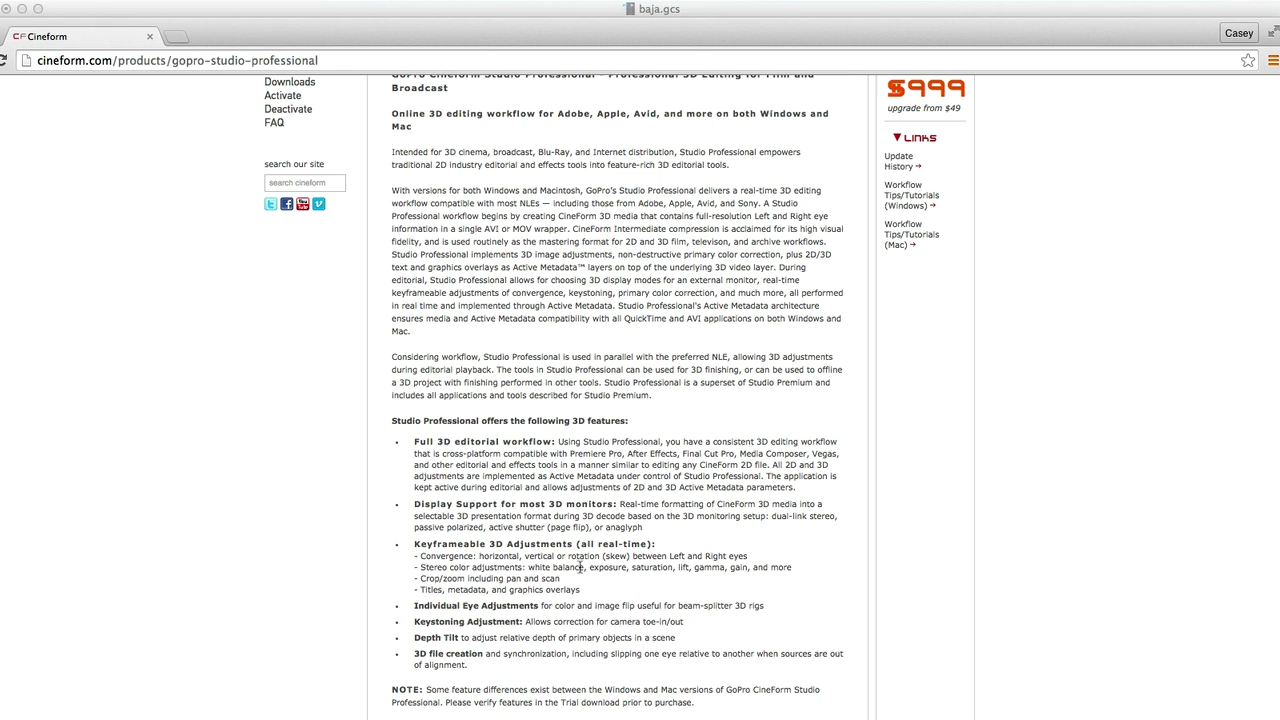 baja.gcs
CF Cineform
Casey
cineform.com/products/gopro-studio-professional
Downloads
Activate
Deactivate
FAQ
search our site
search cineform
GoPro CineForm Studio Professional - Professional 3D Editing for Film and
Broadcast
Online 3D editing workflow for Adobe, Apple, Avid, and more on both Windows and
Mac
Intended for 3D cinema, broadcast, Blu-Ray, and Internet distribution, Studio Professional empowers
traditional 2D industry editorial and effects tools into feature-rich 3D editorial tools.
With versions for both Windows and Macintosh, GoPro's Studio Professional delivers a real-time 3D editing
workflow compatible with most NLEs — including those from Adobe, Apple, Avid, and Sony. A Studio
Professional workflow begins by creating CineForm 3D media that contains full-resolution Left and Right eye
information in a single AVI or MOV wrapper. CineForm Intermediate compression is acclaimed for its high visual
fidelity, and is used routinely as the mastering format for 2D and 3D film, televison, and archive workflows.
Studio Professional implements 3D image adjustments, non-destructive primary color correction, plus 2D/3D
text and graphics overlays as Active Metadata™ layers on top of the underlying 3D video layer. During
editorial, Studio Professional allows for choosing 3D display modes for an external monitor, real-time
keyframeable adjustments of convergence, keystoning, primary color correction, and much more, all performed
in real time and implemented through Active Metadata. Studio Professional's Active Metadata architecture
ensures media and Active Metadata compatibility with all QuickTime and AVI applications on both Windows and
Mac.
Considering workflow, Studio Professional is used in parallel with the preferred NLE, allowing 3D adjustments
during editorial playback. The tools in Studio Professional can be used for 3D finishing, or can be used to offline
a 3D project with finishing performed in other tools. Studio Professional is a superset of Studio Premium and
includes all applications and tools described for Studio Premium.
Studio Professional offers the following 3D features:
• Full 3D editorial workflow: Using Studio Professional, you have a consistent 3D editing workflow
that is cross-platform compatible with Premiere Pro, After Effects, Final Cut Pro, Media Composer, Vegas,
and other editorial and effects tools in a manner similar to editing any CineForm 2D file. All 2D and 3D
adjustments are implemented as Active Metadata under control of Studio Professional. The application is
kept active during editorial and allows adjustments of 2D and 3D Active Metadata parameters.
• Display Support for most 3D monitors: Real-time formatting of CineForm 3D media into a
selectable 3D presentation format during 3D decode based on the 3D monitoring setup: dual-link stereo,
passive polarized, active shutter (page flip), or anaglyph
• Keyframeable 3D Adjustments (all real-time):
- Convergence: horizontal, vertical or rotation (skew) between Left and Right eyes
- Stereo color adjustments: white balance, exposure, saturation, lift, gamma, gain, and more
- Crop/zoom including pan and scan
- Titles, metadata, and graphics overlays
• Individual Eye Adjustments for color and image flip useful for beam-splitter 3D rigs
• Keystoning Adjustment: Allows correction for camera toe-in/out
• Depth Tilt to adjust relative depth of primary objects in a scene
• 3D file creation and synchronization, including slipping one eye relative to another when sources are out
of alignment.
NOTE: Some feature differences exist between the Windows and Mac versions of GoPro CineForm Studio
Professional. Please verify features in the Trial download prior to purchase.
$999
upgrade from $49
LINKS
Update
History
Workflow
Tips/Tutorials
(Windows)
Workflow
Tips/Tutorials
(Mac)